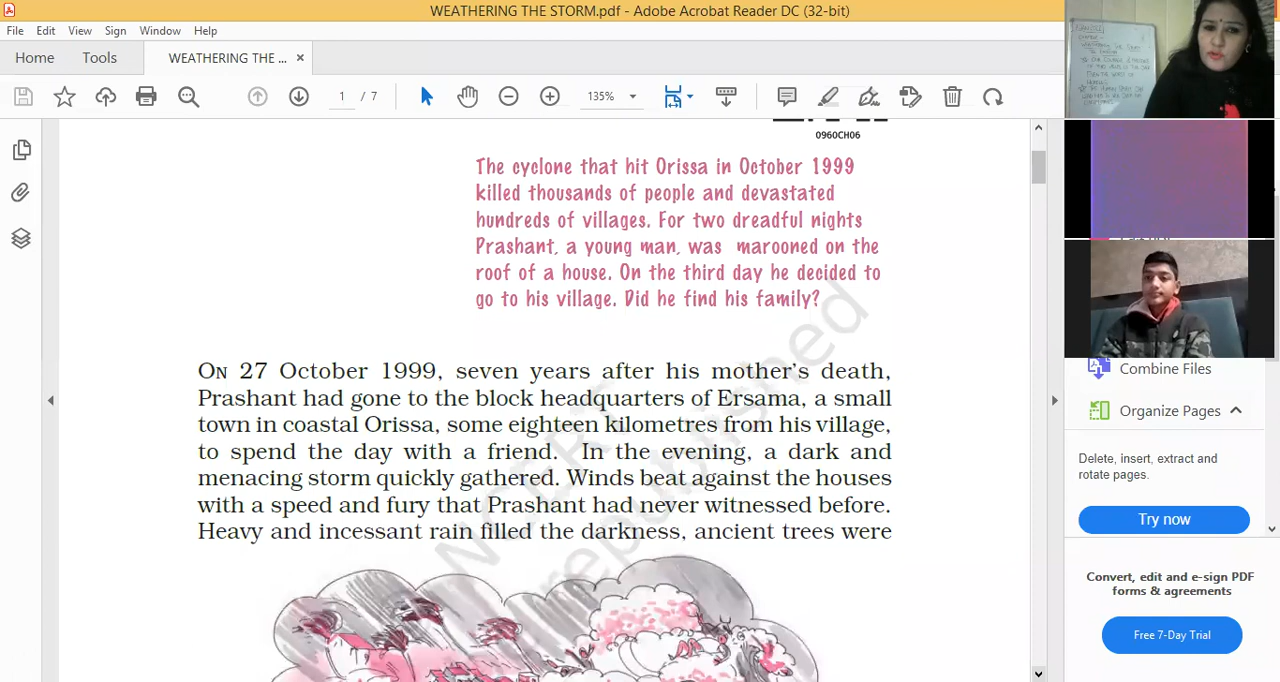 WEATHERING THE STORM.pdf - Adobe Acrobat Reader DC (32-bit)
File Edit View Sign Window Help
Home Tools WEATHERING THE ... ×
1 / 7 135%
0960CH06
The cyclone that hit Orissa in October 1999
killed thousands of people and devastated
hundreds of villages. For two dreadful nights
Prashant, a young man, was marooned on the
roof of a house. On the third day he decided to
go to his village. Did he find his family?
ON 27 October 1999, seven years after his mother's death,
Prashant had gone to the block headquarters of Ersama, a small
town in coastal Orissa, some eighteen kilometres from his village,
to spend the day with a friend. In the evening, a dark and
menacing storm quickly gathered. Winds beat against the houses
with a speed and fury that Prashant had never witnessed before.
Heavy and incessant rain filled the darkness, ancient trees were
NCERT
republished
Combine Files
Organize Pages
Delete, insert, extract and
rotate pages.
Try now
Convert, edit and e-sign PDF
forms & agreements
Free 7-Day Trial